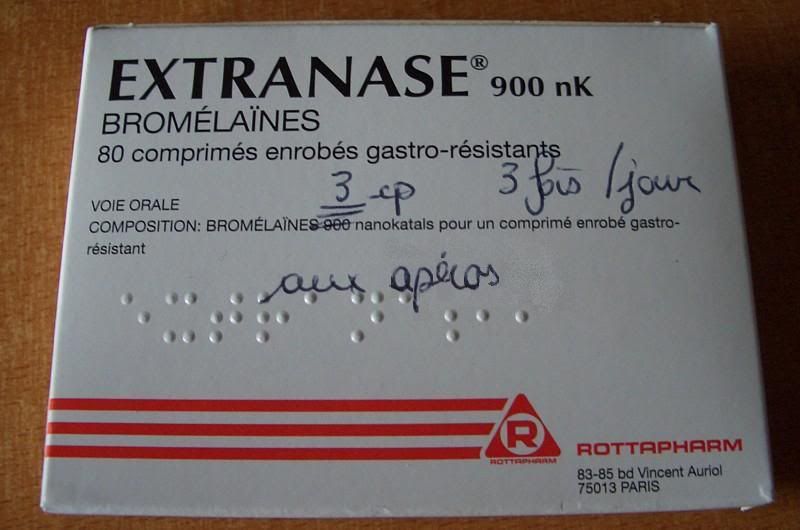 EXTRANASE® 900 nK
BROMÉLAÏNES
80 comprimés enrobés gastro-résistants
3 cp 3 fois /jour
VOIE ORALE
COMPOSITION: BROMÉLAÏNES 900 nanokatals pour un comprimé enrobé gastro-
résistant
aux apéros
R
ROTTAPHARM
ROTTAPHARM
83-85 bd Vincent Auriol
75013 PARIS